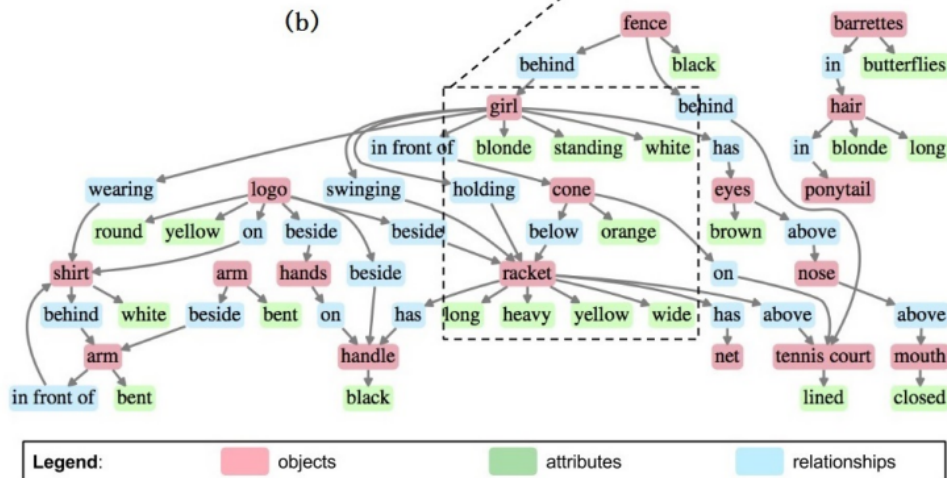 (b)
fence
barrettes
behind
black
in
butterflies
girl
behind
hair
in front of
blonde
standing
white
has
in
blonde
long
wearing
logo
swinging
holding
cone
eyes
ponytail
round
yellow
on
beside
beside
below
orange
brown
above
shirt
arm
hands
beside
racket
on
nose
behind
white
beside
bent
on
has
long
heavy
yellow
wide
has
above
above
arm
handle
net
tennis court
mouth
in front of
bent
black
lined
closed
Legend: objects attributes relationships